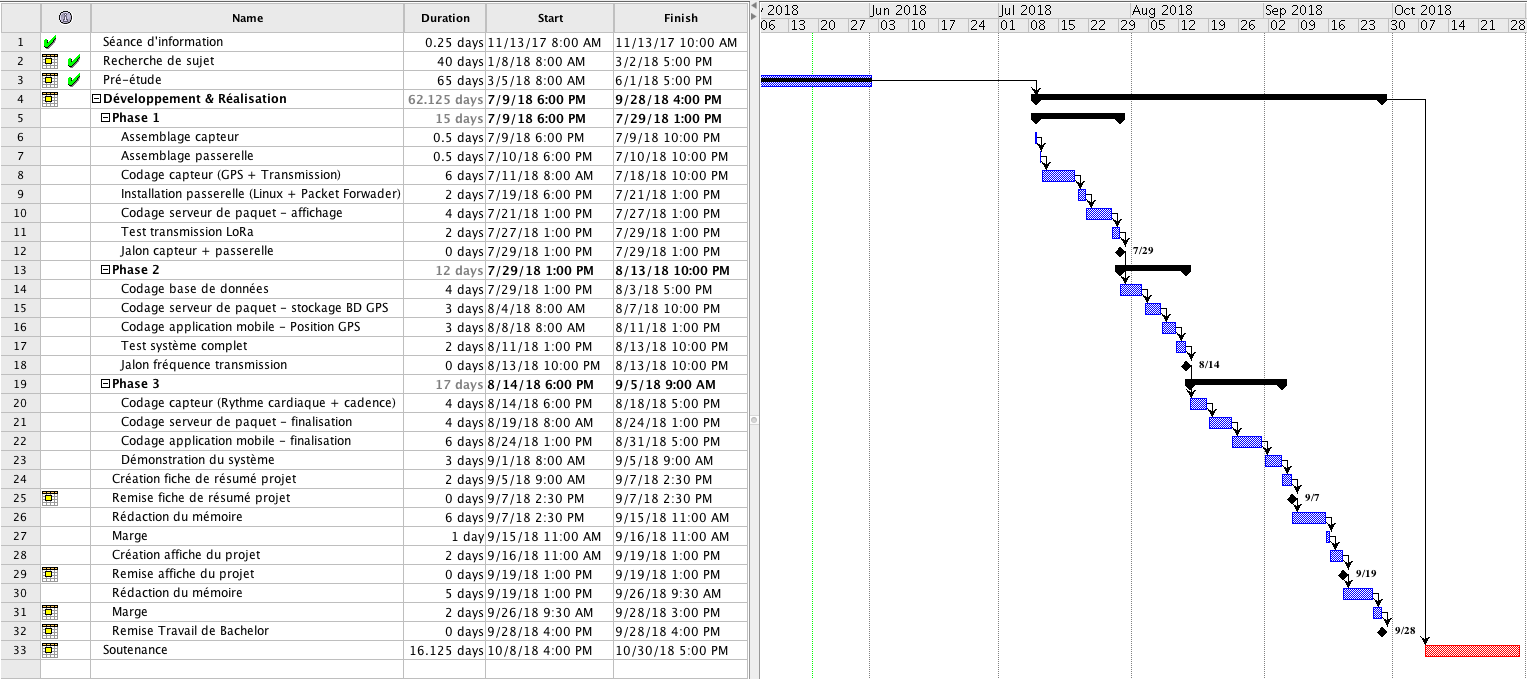 Name Duration Start Finish
2018 Jun 2018 Jul 2018 Aug 2018 Sep 2018 Oct 2018
06 13 20 27 03 10 17 24 01 08 15 22 29 05 12 19 26 02 09 16 23 30 07 14 21 28
1 Séance d'information 0.25 days 11/13/17 8:00 AM 11/13/17 10:00 AM
2 Recherche de sujet 40 days 1/8/18 8:00 AM 3/2/18 5:00 PM
3 Pré-étude 65 days 3/5/18 8:00 AM 6/1/18 5:00 PM
4 Développement & Réalisation 62.125 days 7/9/18 6:00 PM 9/28/18 4:00 PM
5 Phase 1 15 days 7/9/18 6:00 PM 7/29/18 1:00 PM
6 Assemblage capteur 0.5 days 7/9/18 6:00 PM 7/9/18 10:00 PM
7 Assemblage passerelle 0.5 days 7/10/18 6:00 PM 7/10/18 10:00 PM
8 Codage capteur (GPS + Transmission) 6 days 7/11/18 8:00 AM 7/18/18 10:00 PM
9 Installation passerelle (Linux + Packet Forwader) 2 days 7/19/18 6:00 PM 7/21/18 1:00 PM
10 Codage serveur de paquet - affichage 4 days 7/21/18 1:00 PM 7/27/18 1:00 PM
11 Test transmission LoRa 2 days 7/27/18 1:00 PM 7/29/18 1:00 PM
12 Jalon capteur + passerelle 0 days 7/29/18 1:00 PM 7/29/18 1:00 PM 7/29
13 Phase 2 12 days 7/29/18 1:00 PM 8/13/18 10:00 PM
14 Codage base de données 4 days 7/29/18 1:00 PM 8/3/18 5:00 PM
15 Codage serveur de paquet - stockage BD GPS 3 days 8/4/18 8:00 AM 8/7/18 10:00 PM
16 Codage application mobile - Position GPS 3 days 8/8/18 8:00 AM 8/11/18 1:00 PM
17 Test système complet 2 days 8/11/18 1:00 PM 8/13/18 10:00 PM
18 Jalon fréquence transmission 0 days 8/13/18 10:00 PM 8/13/18 10:00 PM 8/14
19 Phase 3 17 days 8/14/18 6:00 PM 9/5/18 9:00 AM
20 Codage capteur (Rythme cardiaque + cadence) 4 days 8/14/18 6:00 PM 8/18/18 5:00 PM
21 Codage serveur de paquet - finalisation 4 days 8/19/18 8:00 AM 8/24/18 1:00 PM
22 Codage application mobile - finalisation 6 days 8/24/18 1:00 PM 8/31/18 5:00 PM
23 Démonstration du système 3 days 9/1/18 8:00 AM 9/5/18 9:00 AM
24 Création fiche de résumé projet 2 days 9/5/18 9:00 AM 9/7/18 2:30 PM
25 Remise fiche de résumé projet 0 days 9/7/18 2:30 PM 9/7/18 2:30 PM 9/7
26 Rédaction du mémoire 6 days 9/7/18 2:30 PM 9/15/18 11:00 AM
27 Marge 1 day 9/15/18 11:00 AM 9/16/18 11:00 AM
28 Création affiche du projet 2 days 9/16/18 11:00 AM 9/19/18 1:00 PM
29 Remise affiche du projet 0 days 9/19/18 1:00 PM 9/19/18 1:00 PM 9/19
30 Rédaction du mémoire 5 days 9/19/18 1:00 PM 9/26/18 9:30 AM
31 Marge 2 days 9/26/18 9:30 AM 9/28/18 3:00 PM
32 Remise Travail de Bachelor 0 days 9/28/18 4:00 PM 9/28/18 4:00 PM 9/28
33 Soutenance 16.125 days 10/8/18 4:00 PM 10/30/18 5:00 PM